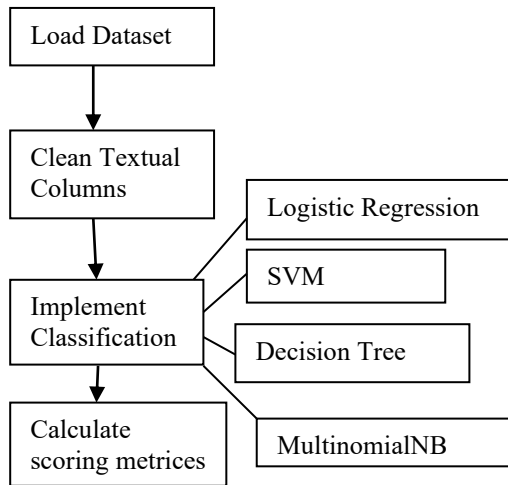 Load Dataset
Clean Textual
Columns
Logistic Regression
SVM
Implement
Classification
Decision Tree
Calculate
scoring metrices
MultinomialNB